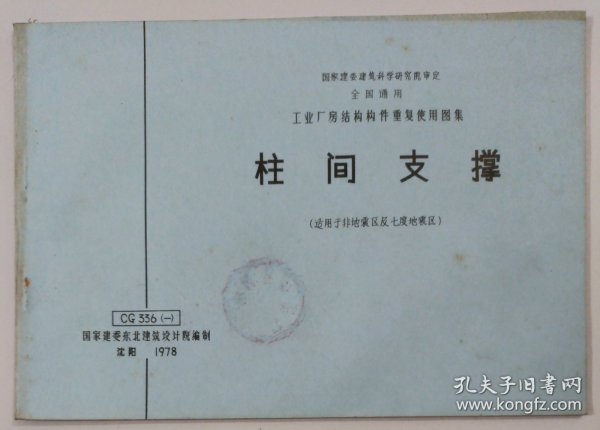 国家建委建筑科学研究院审定
全国通用
工业厂房结构构件重复使用图集
柱间支撑
(适用于非地震区及七度地震区)
CG 336 (一)
国家建委东北建筑设计院编制
沈阳 1978
孔夫子旧书网
www.kongfz.com